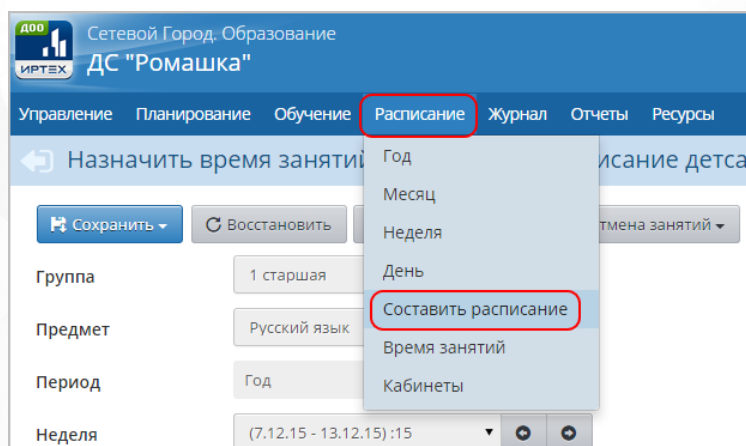 ДОО
ИРТЕХ
Сетевой Город. Образование
ДС "Ромашка"
Управление Планирование Обучение Расписание Журнал Отчеты Ресурсы
Назначить время заняти исание детса
Сохранить Восстановить тмена занятий
Год
Месяц
Неделя
День
Составить расписание
Время занятий
Кабинеты
Группа 1 старшая
Предмет Русский язык
Период Год
Неделя (7.12.15 - 13.12.15) :15